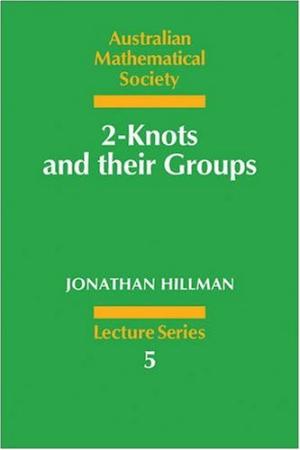 Australian
Mathematical
Society
2-Knots
and their Groups
JONATHAN HILLMAN
Lecture Series
5